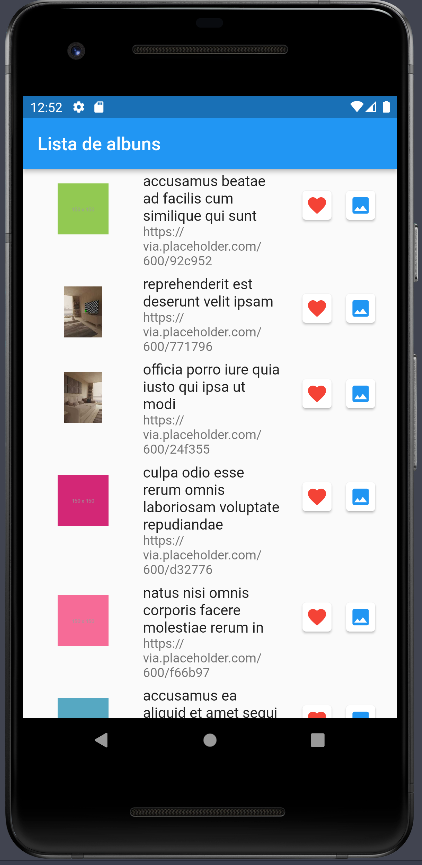 12:52
Lista de albuns
accusamus beatae
ad facilis cum
similique qui sunt
https://
via.placeholder.com/
600/92c952
reprehenderit est
deserunt velit ipsam
https://
via.placeholder.com/
600/771796
officia porro iure quia
iusto qui ipsa ut
modi
https://
via.placeholder.com/
600/24f355
culpa odio esse
rerum omnis
laboriosam voluptate
repudiandae
https://
via.placeholder.com/
600/d32776
natus nisi omnis
corporis facere
molestiae rerum in
https://
via.placeholder.com/
600/f66b97
accusamus ea
aliquid et amet sequi